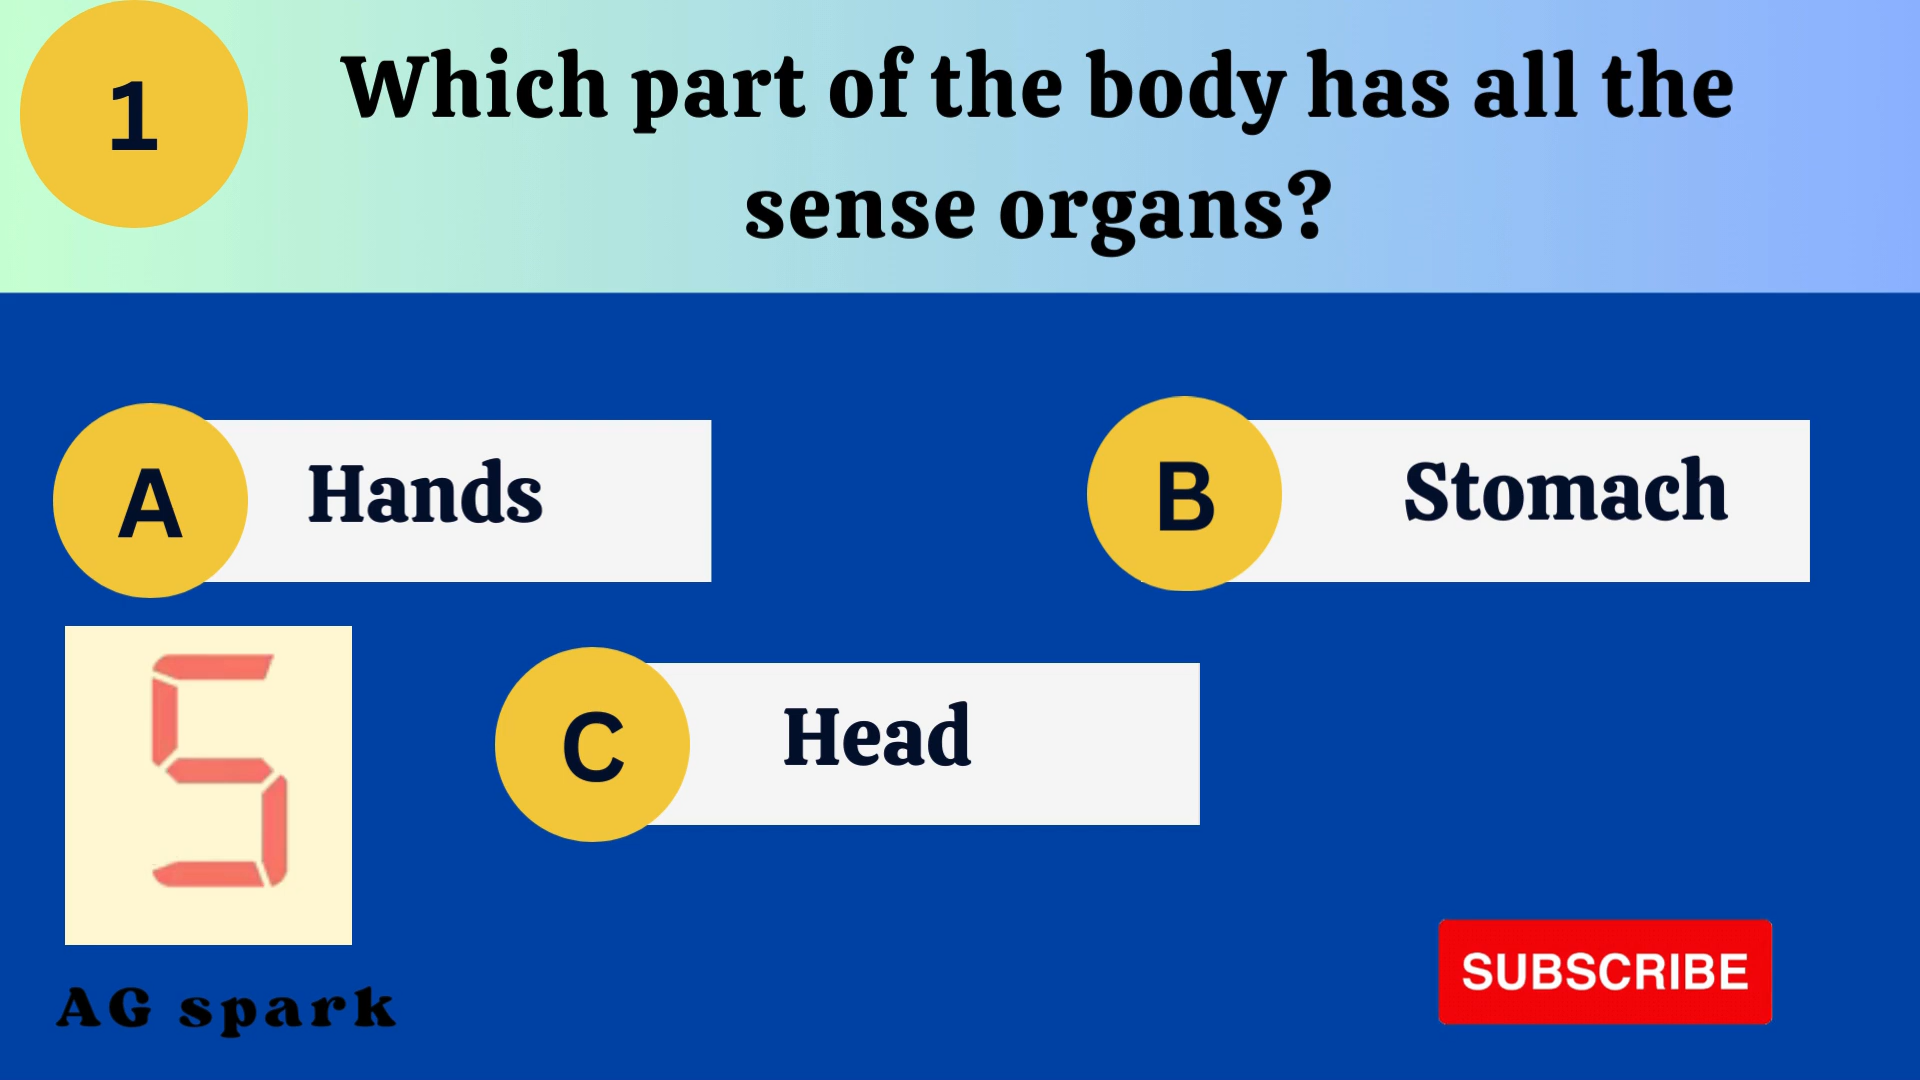 1
Which part of the body has all the
sense organs?
A Hands
B Stomach
5
C Head
AG spark
SUBSCRIBE